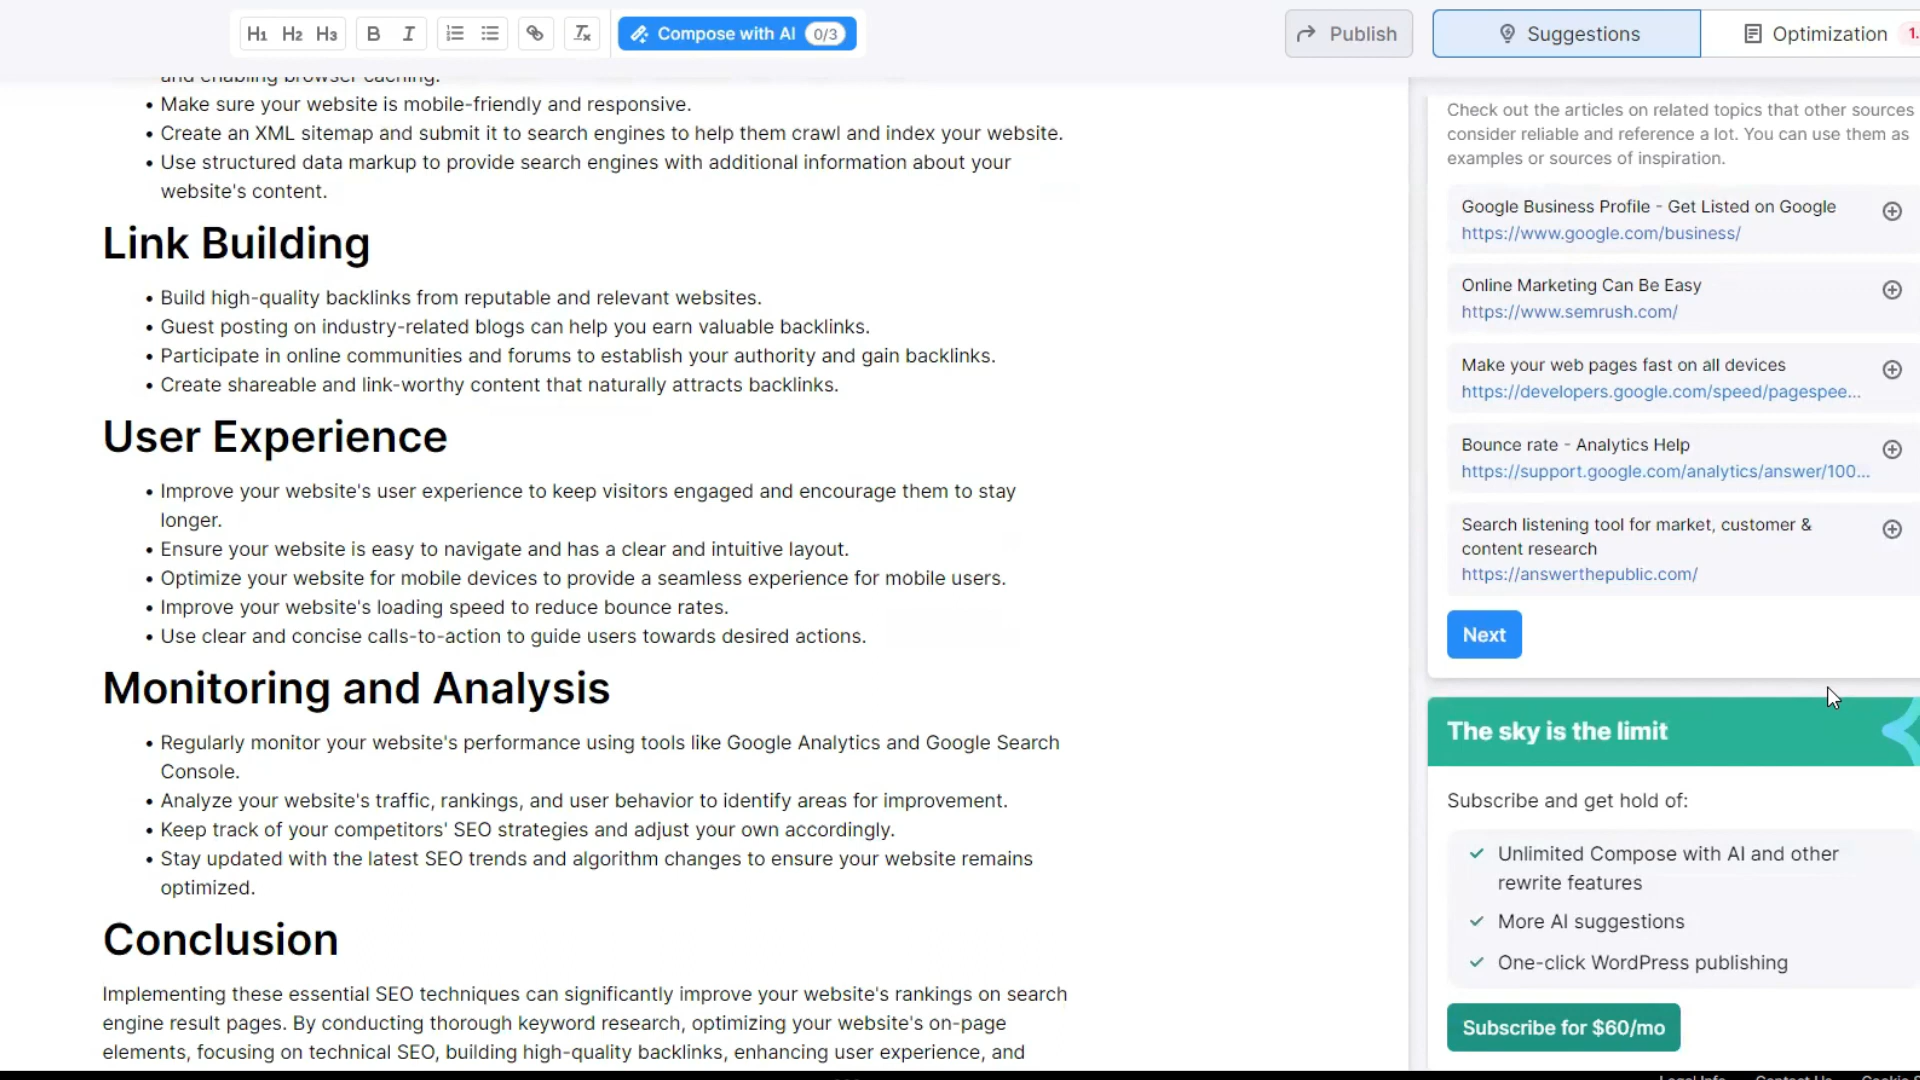 H1 H2 H3 B I Compose with AI 0/3 Publish Suggestions Optimization 1.
and enabling browser caching.
• Make sure your website is mobile-friendly and responsive.
• Create an XML sitemap and submit it to search engines to help them crawl and index your website.
• Use structured data markup to provide search engines with additional information about your
website's content.
Link Building
• Build high-quality backlinks from reputable and relevant websites.
• Guest posting on industry-related blogs can help you earn valuable backlinks.
• Participate in online communities and forums to establish your authority and gain backlinks.
• Create shareable and link-worthy content that naturally attracts backlinks.
User Experience
• Improve your website's user experience to keep visitors engaged and encourage them to stay
longer.
• Ensure your website is easy to navigate and has a clear and intuitive layout.
• Optimize your website for mobile devices to provide a seamless experience for mobile users.
• Improve your website's loading speed to reduce bounce rates.
• Use clear and concise calls-to-action to guide users towards desired actions.
Monitoring and Analysis
• Regularly monitor your website's performance using tools like Google Analytics and Google Search
Console.
• Analyze your website's traffic, rankings, and user behavior to identify areas for improvement.
• Keep track of your competitors' SEO strategies and adjust your own accordingly.
• Stay updated with the latest SEO trends and algorithm changes to ensure your website remains
optimized.
Conclusion
Implementing these essential SEO techniques can significantly improve your website's rankings on search
engine result pages. By conducting thorough keyword research, optimizing your website's on-page
elements, focusing on technical SEO, building high-quality backlinks, enhancing user experience, and
Check out the articles on related topics that other sources
consider reliable and reference a lot. You can use them as
examples or sources of inspiration.
Google Business Profile - Get Listed on Google
https://www.google.com/business/
Online Marketing Can Be Easy
https://www.semrush.com/
Make your web pages fast on all devices
https://developers.google.com/speed/pagespee...
Bounce rate - Analytics Help
https://support.google.com/analytics/answer/100...
Search listening tool for market, customer &
content research
https://answerthepublic.com/
Next
The sky is the limit
Subscribe and get hold of:
Unlimited Compose with AI and other
rewrite features
More AI suggestions
One-click WordPress publishing
Subscribe for $60/mo